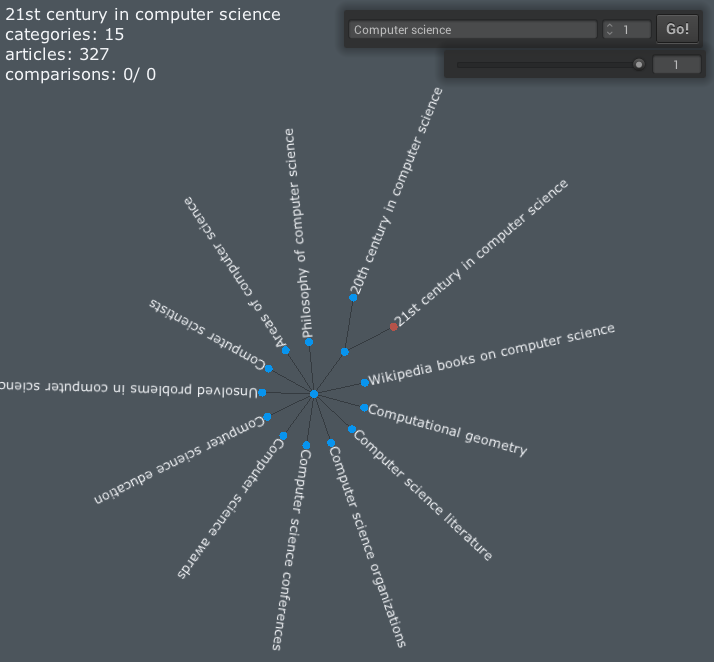 21st century in computer science
categories: 15
articles: 327
comparisons: 0/ 0
Computer science
1
Go!
1
20th century in computer science
21st century in computer science
Philosophy of computer science
Areas of computer science
Computer scientists
Unsolved problems in computer scienc
Computer science education
Computer science awards
Computer science conferences
Computer science organizations
Computer science literature
Computational geometry
Wikipedia books on computer science